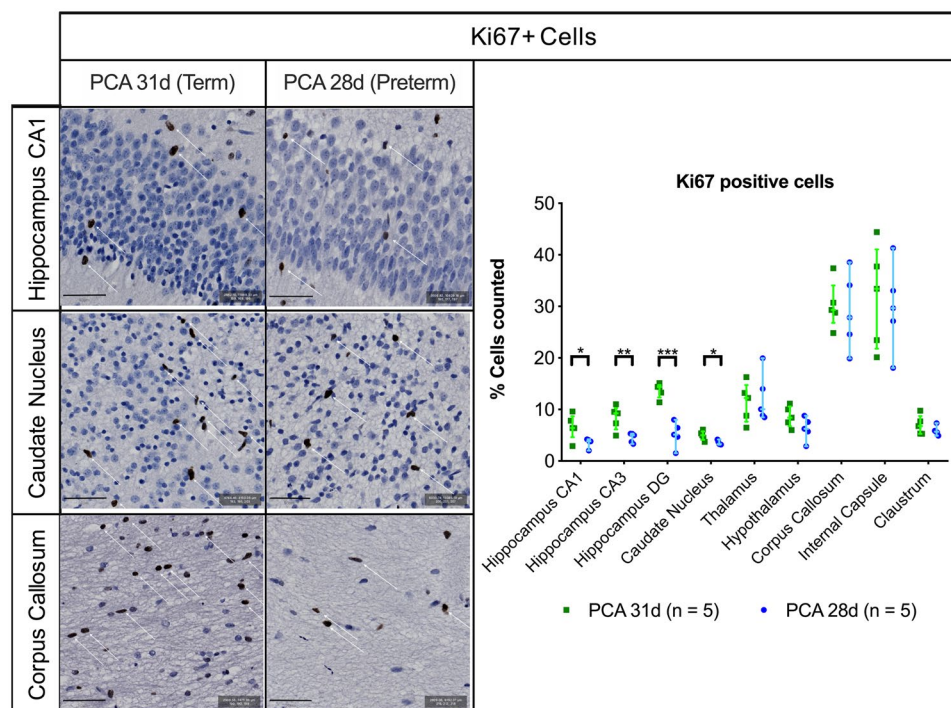 Ki67+ Cells
PCA 31d (Term)
PCA 28d (Preterm)
Hippocampus CA1
Caudate Nucleus
Corpus Callosum
Ki67 positive cells
% Cells counted
50
40
30
20
10
0
*
**
***
*
Hippocampus CA1
Hippocampus CA3
Hippocampus DG
Caudate Nucleus
Thalamus
Hypothalamus
Corpus Callosum
Internal Capsule
Claustrum
PCA 31d (n = 5)
PCA 28d (n = 5)